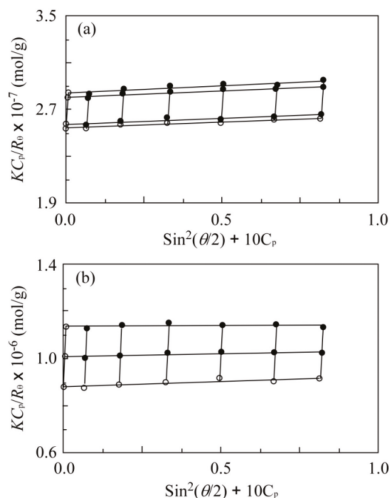 (a)
3.5
2.7
1.9
KCₚ/Rθ x 10⁻⁷ (mol/g)
0.0 0.5 1.0
Sin²(θ/2) + 10Cₚ
(b)
1.4
1.0
0.6
KCₚ/Rθ x 10⁻⁶ (mol/g)
0.0 0.5 1.0
Sin²(θ/2) + 10Cₚ